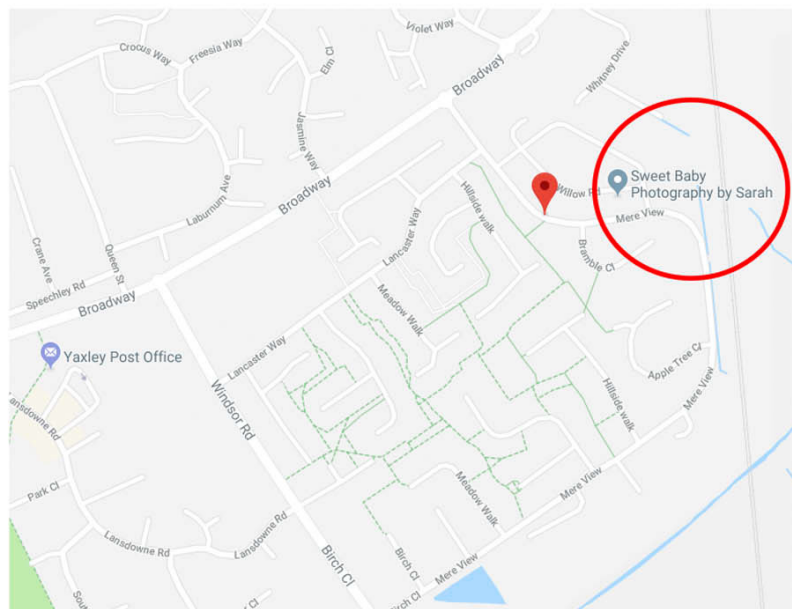 Violet Way
Crocus Way
Freesia Way
Elm Cl
Broadway
Whitney Drive
Jasmine Way
Sweet Baby
Photography by Sarah
Willow Rd
Hillside walk
Laburnum Ave
Broadway
Mere View
Lancaster Way
Bramble Cl
Crane Ave
Queen St
Speechley Rd
Broadway
Meadow Walk
Yaxley Post Office
Lancaster Way
Apple Tree Cl
Mere View
Windsor Rd
Hillside walk
Lansdowne Rd
Park Cl
Meadow Walk
Mere View
Lansdowne Rd
Lansdowne Rd
Birch Cl
Birch Cl
Mere View
Birch Cl